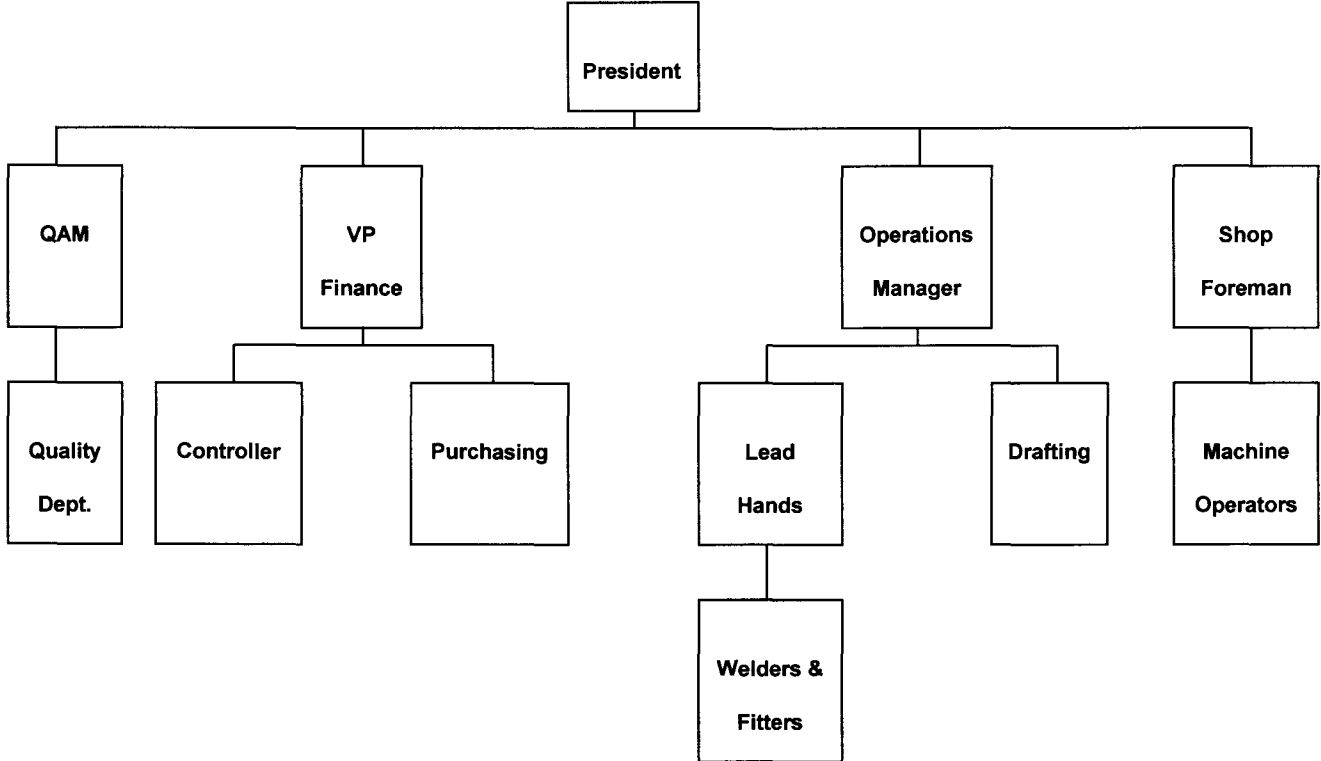 President
QAM
VP
Finance
Operations
Manager
Shop
Foreman
Quality
Dept.
Controller
Purchasing
Lead
Hands
Drafting
Machine
Operators
Welders &
Fitters